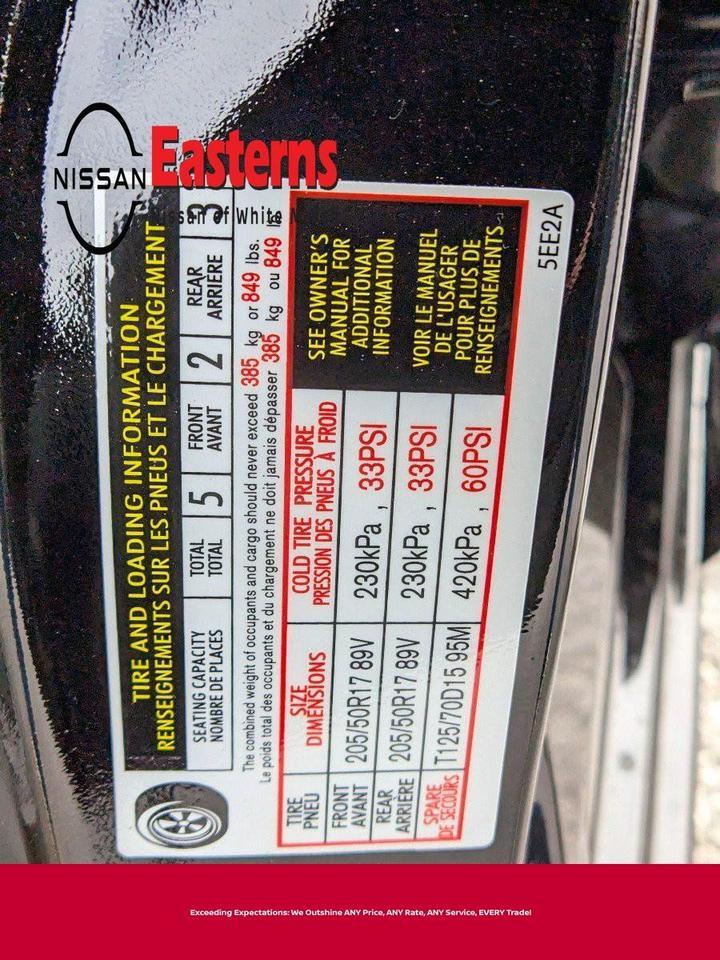 NISSAN
Easterns
Nissan of White
TIRE AND LOADING INFORMATION
RENSEIGNEMENTS SUR LES PNEUS ET LE CHARGEMENT
SEATING CAPACITY
NOMBRE DE PLACES
TOTAL
TOTAL
5
FRONT
AVANT
2
REAR
ARRIÈRE
3
The combined weight of occupants and cargo should never exceed 385 kg or 849 lbs.
Le poids total des occupants et du chargement ne doit jamais dépasser 385 kg ou 849
TIRE
PNEU
SIZE
DIMENSIONS
COLD TIRE PRESSURE
PRESSION DES PNEUS À FROID
FRONT
AVANT
205/50R17 89V
230kPa , 33PSI
REAR
ARRIÈRE
205/50R17 89V
230kPa , 33PSI
SPARE
DE SECOURS
T125/70D15 95M
420kPa , 60PSI
SEE OWNER'S
MANUAL FOR
ADDITIONAL
INFORMATION
VOIR LE MANUEL
DE L'USAGER
POUR PLUS DE
RENSEIGNEMENTS
5EE2A
Exceeding Expectations: We Outshine ANY Price, ANY Rate, ANY Service, EVERY Trade!